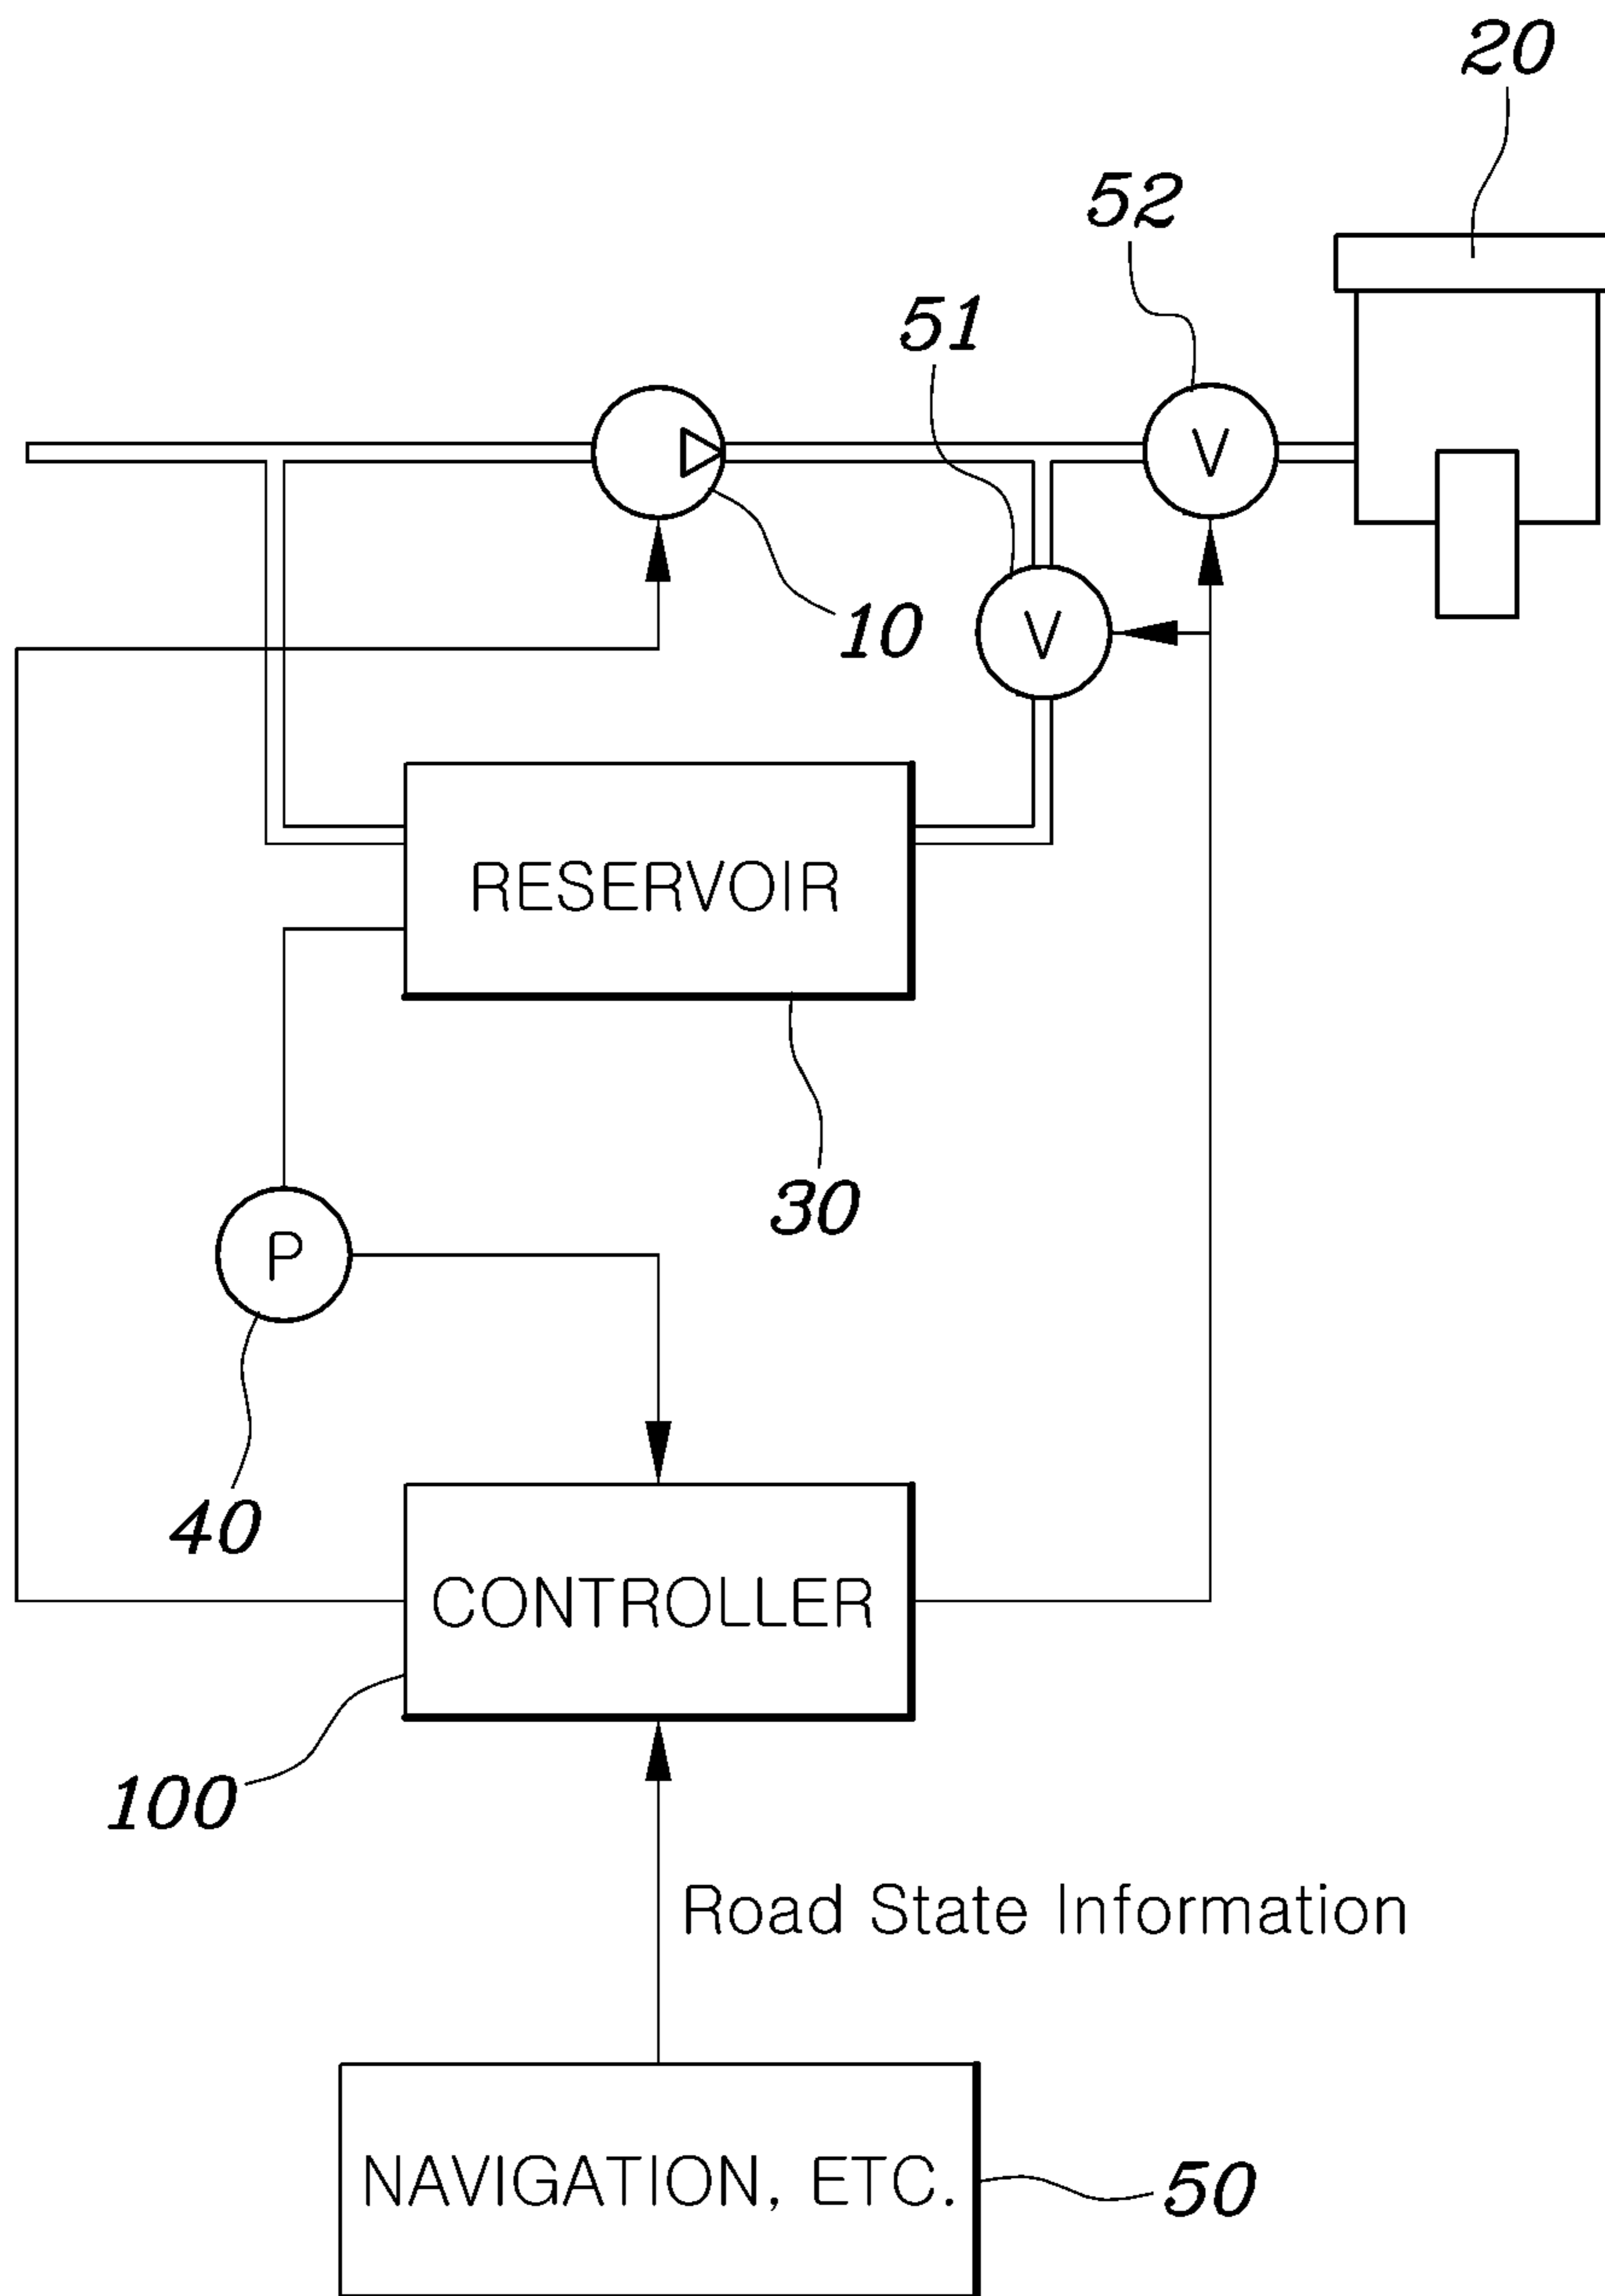 20
52
51
V
10
V
RESERVOIR
30
P
40
CONTROLLER
100
Road State Information
NAVIGATION, ETC.
50